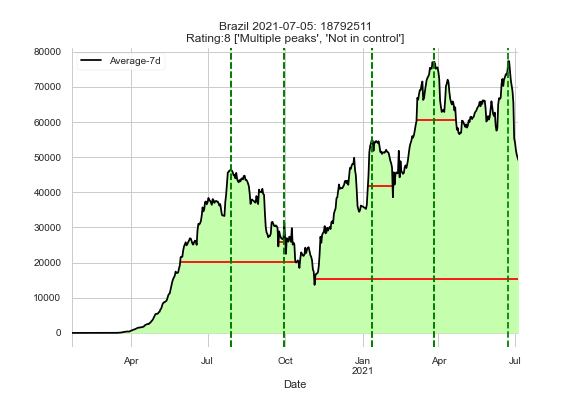 Brazil 2021-07-05: 18792511
Rating:8 ['Multiple peaks', 'Not in control']
Average-7d
80000
70000
60000
50000
40000
30000
20000
10000
0
Apr
Jul
Oct
Jan
2021
Apr
Jul
Date